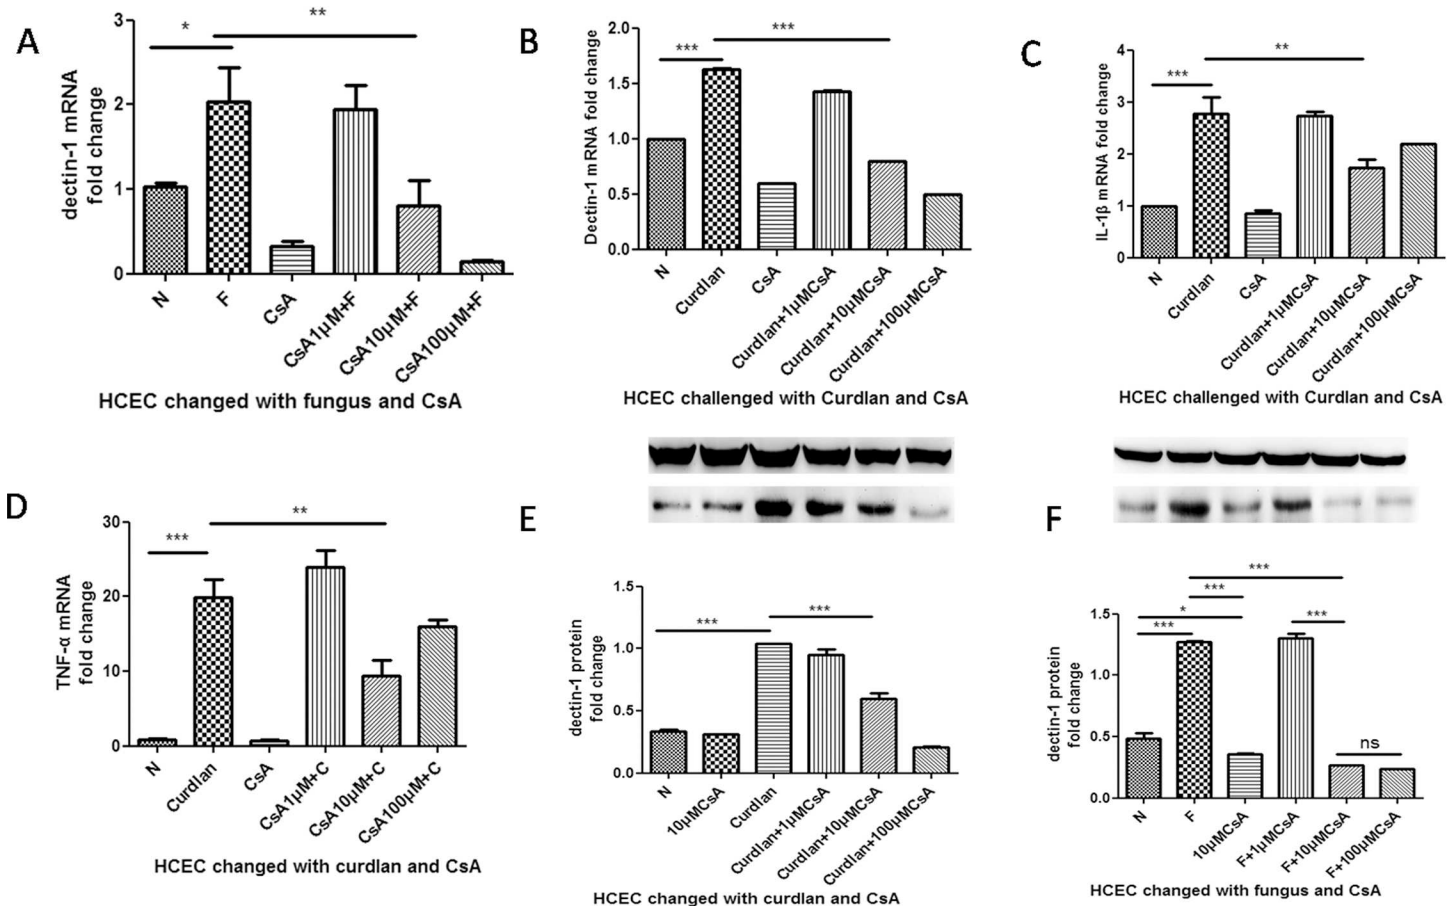 A
dectin-1 mRNA
fold change
3
2
1
0
*
**
N
F
CsA
CsA1μM+F
CsA10μM+F
CsA100μM+F
HCEC changed with fungus and CsA
B
Dectin-1 mRNA fold change
2.0
1.5
1.0
0.5
0.0
***
***
N
Curdlan
CsA
Curdlan+1μMCsA
Curdlan+10μMCsA
Curdlan+100μMCsA
HCEC challenged with Curdlan and CsA
C
IL-1β mRNA fold change
4
3
2
1
0
***
**
N
Curdlan
CsA
Curdlan+1μMCsA
Curdlan+10μMCsA
Curdlan+100μMCsA
HCEC challenged with Curdlan and CsA
D
TNF-α mRNA
fold change
30
20
10
0
***
**
N
Curdlan
CsA
CsA1μM+C
CsA10μM+C
CsA100μM+C
HCEC changed with curdlan and CsA
E
dectin-1 protein
fold change
1.5
1.0
0.5
0.0
***
***
N
10μMCsA
Curdlan
Curdlan+1μMCsA
Curdlan+10μMCsA
Curdlan+100μMCsA
HCEC changed with curdlan and CsA
F
dectin-1 protein
fold change
1.5
1.0
0.5
0.0
***
***
*
***
***
ns
N
F
10μMCsA
F+1μMCsA
F+10μMCsA
F+100μMCsA
HCEC changed with fungus and CsA